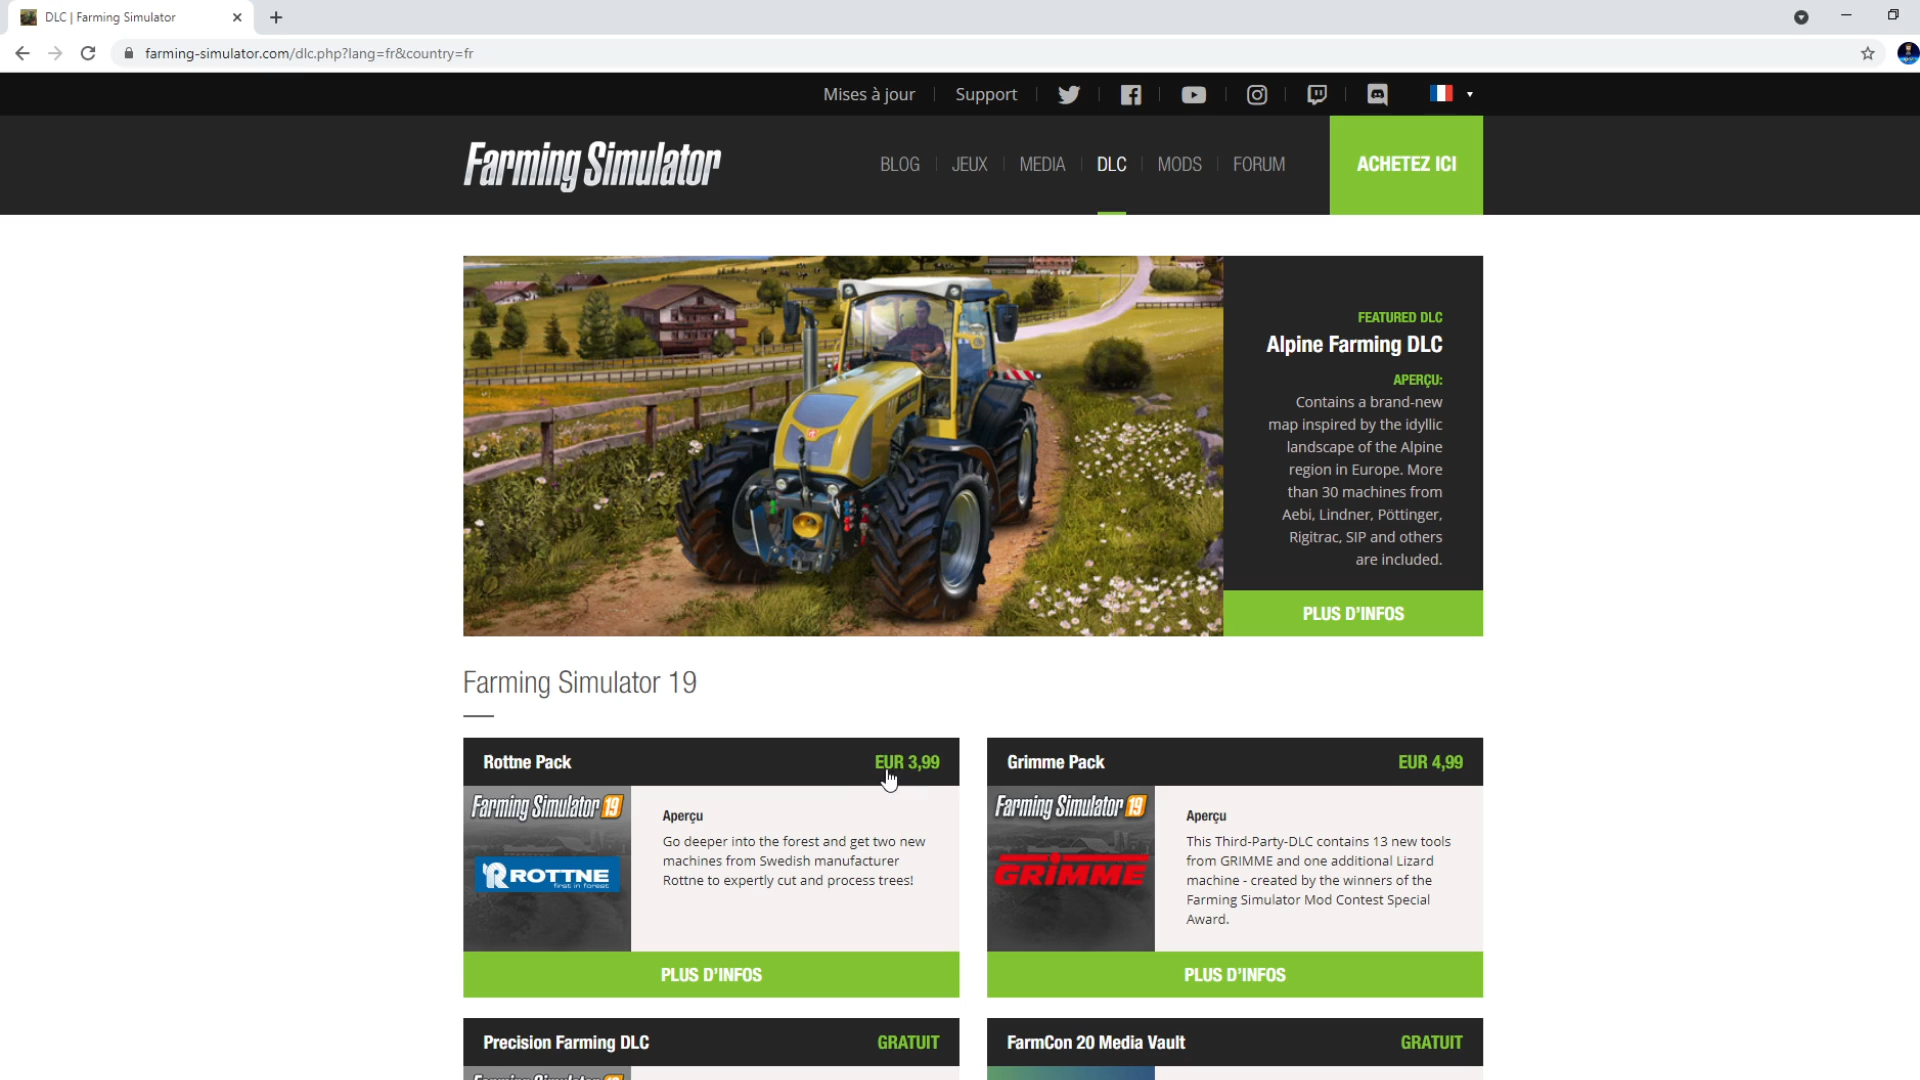 DLC | Farming Simulator
farming-simulator.com/dlc.php?lang=fr&country=fr
Mises à jour
Support
Farming Simulator
BLOG
JEUX
MEDIA
DLC
MODS
FORUM
ACHETEZ ICI
FEATURED DLC
Alpine Farming DLC
APERÇU:
Contains a brand-new
map inspired by the idyllic
landscape of the Alpine
region in Europe. More
than 30 machines from
Aebi, Lindner, Pöttinger,
Rigitrac, SIP and others
are included.
PLUS D'INFOS
Farming Simulator 19
Rottne Pack
EUR 3,99
Farming Simulator 19
ROTTNE
first in forest
Aperçu
Go deeper into the forest and get two new
machines from Swedish manufacturer
Rottne to expertly cut and process trees!
PLUS D'INFOS
Grimme Pack
EUR 4,99
Farming Simulator 19
GRIMME
Aperçu
This Third-Party-DLC contains 13 new tools
from GRIMME and one additional Lizard
machine - created by the winners of the
Farming Simulator Mod Contest Special
Award.
PLUS D'INFOS
Precision Farming DLC
GRATUIT
FarmCon 20 Media Vault
GRATUIT